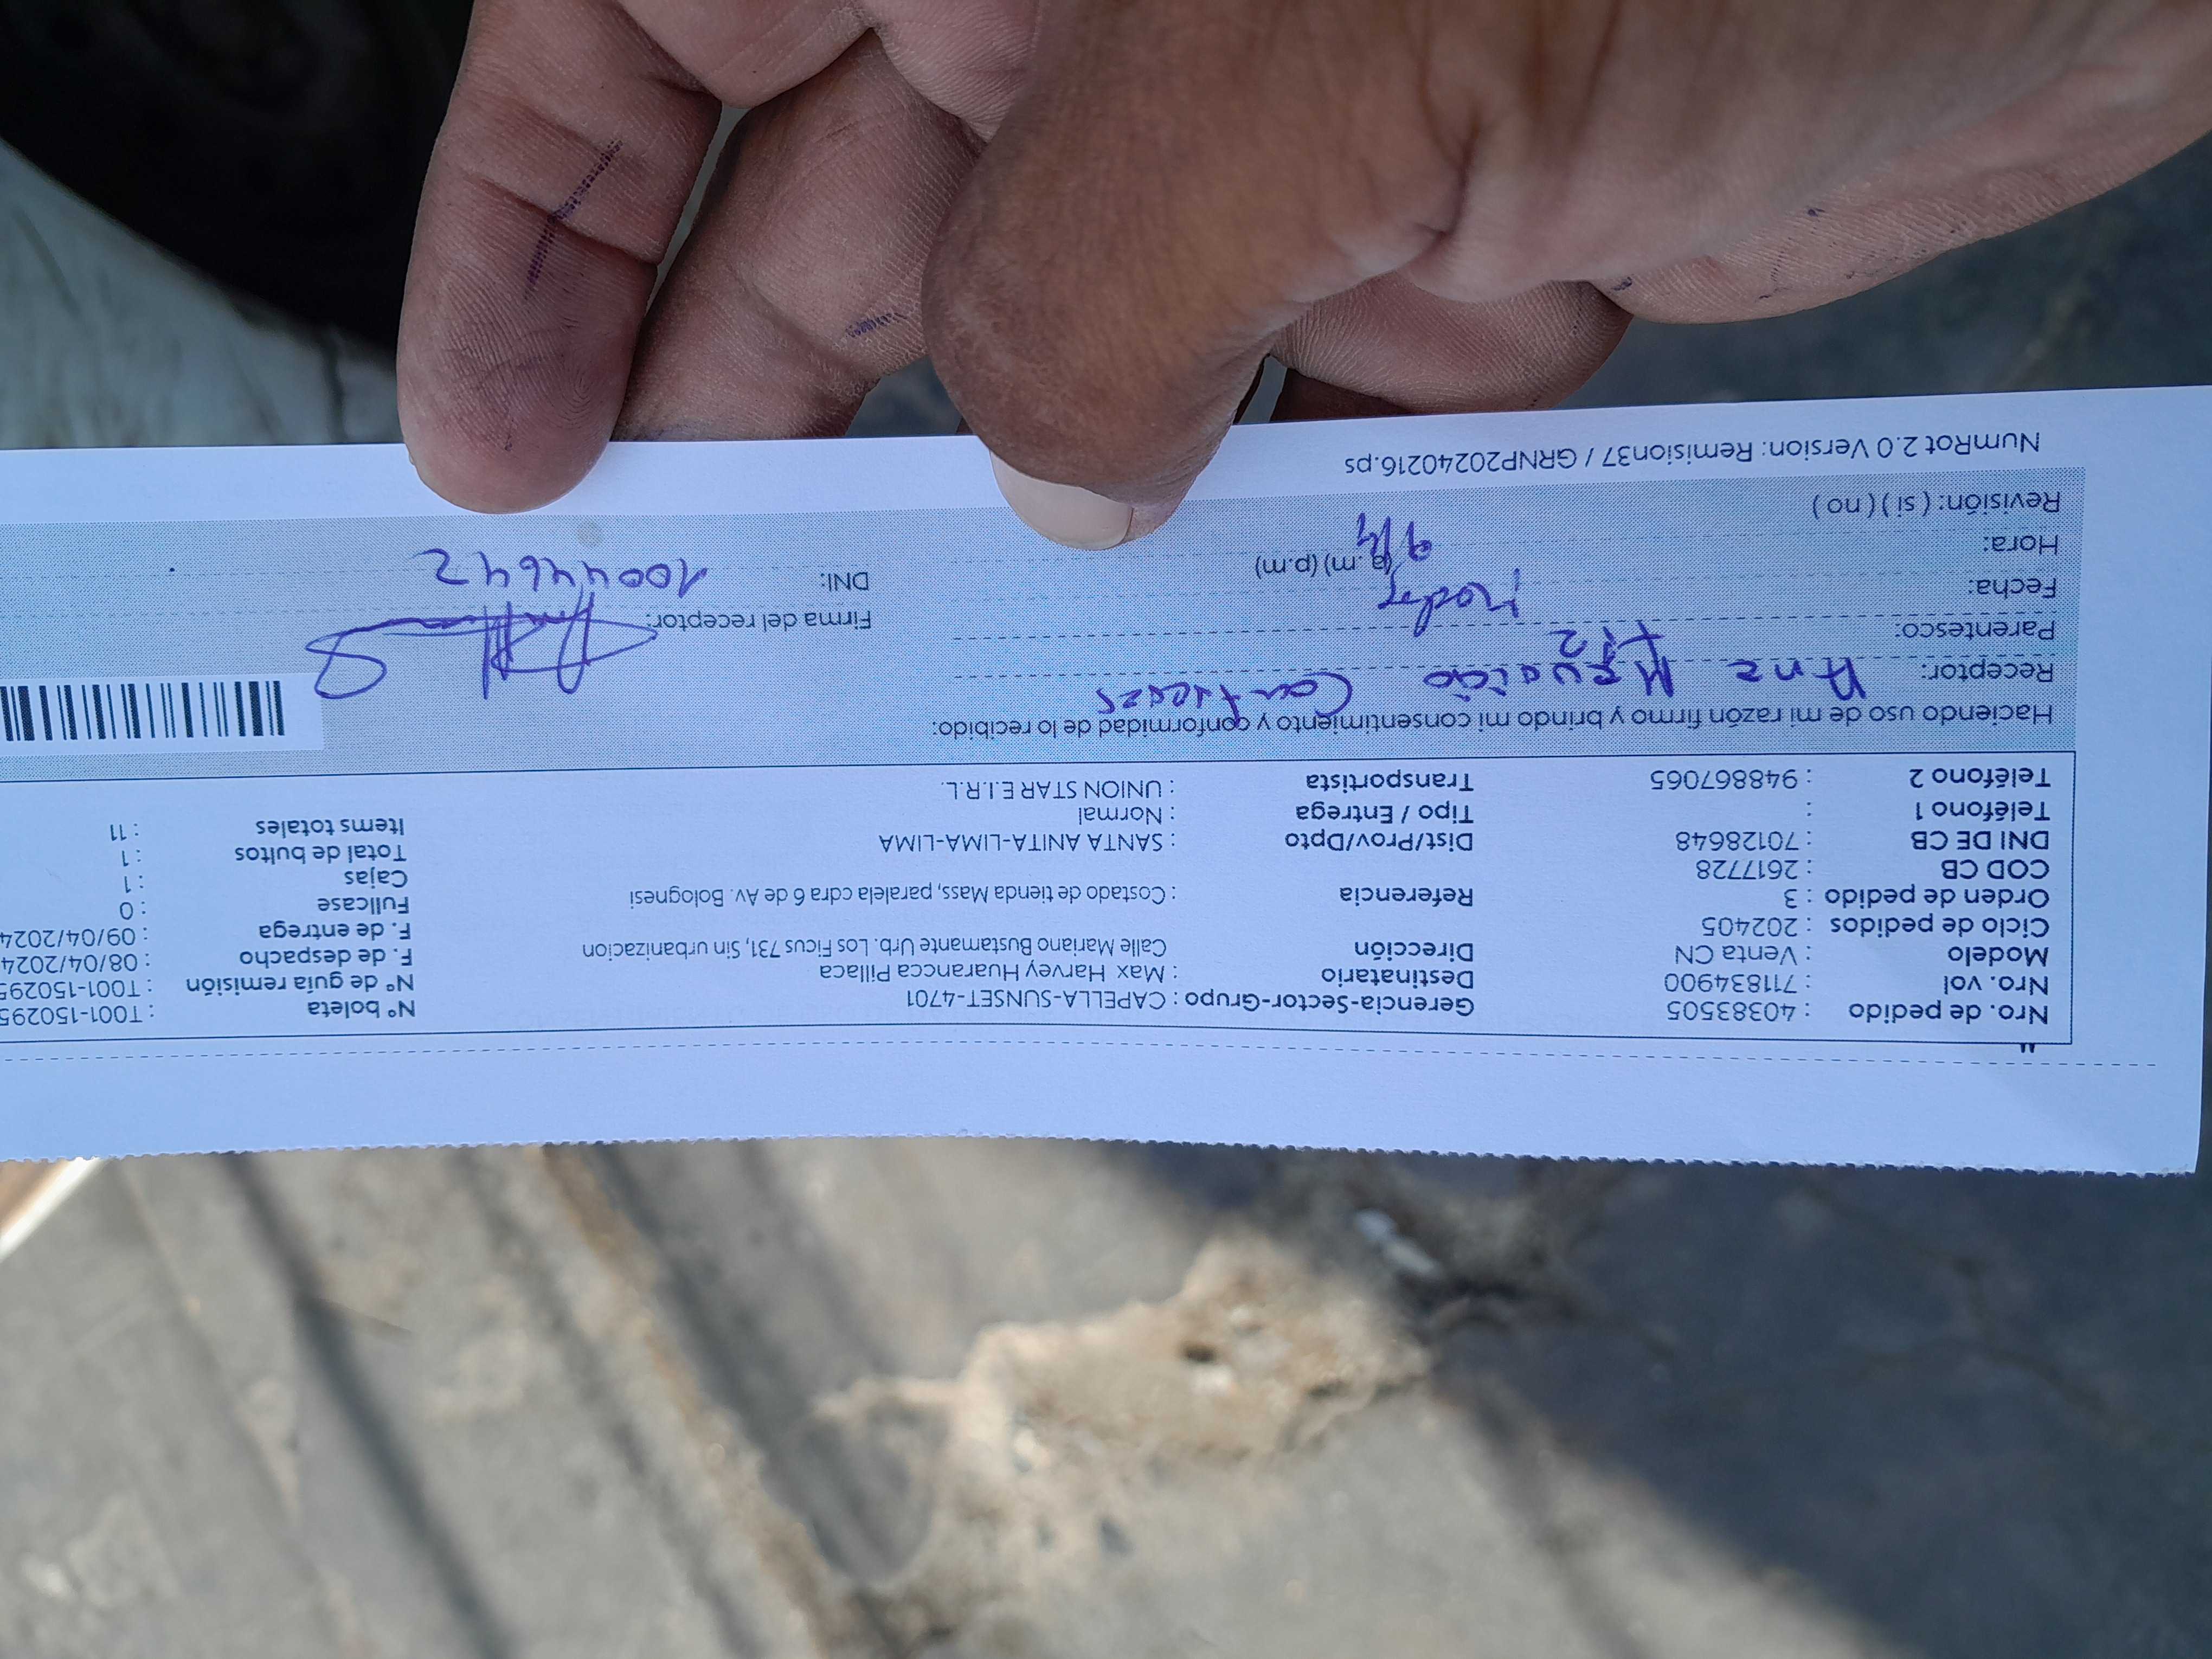 Nro. de pedido : 40383505 Gerencia-Sector-Grupo : CAPELLA-SUNSET-4701 N° boleta : T001-150295
Nro. vol : 711834900 Destinatario : Max Harvey Huarancca Pillaca N° de guía remisión : T001-150295
Modelo : Venta CN Dirección Calle Mariano Bustamante Urb. Los Ficus 731, Sin urbanizacion F. de despacho : 08/04/2024
Ciclo de pedidos : 202405 F. de entrega : 09/04/2024
Orden de pedido : 3 Referencia : Costado de tienda Mass, paralela cdra 6 de Av. Bolognesi Fullcase : 0
COD CB : 2617728 Cajas : 1
DNI DE CB : 70128648 Dist/Prov/Dpto : SANTA ANITA-LIMA-LIMA Total de bultos : 1
Teléfono 1 : Tipo / Entrega : Normal Items totales : 11
Teléfono 2 : 948867065 Transportista : UNION STAR E.I.R.L.
Haciendo uso de mi razón firmo y brindo mi consentimiento y conformidad de lo recibido:
Receptor: Ana
Parentesco: Firma del receptor:
Fecha: DNI: 10044642
Hora: (a.m) (p.m)
Revisión: ( si ) ( no )
NumRot 2.0 Version: Remision37 / GRNP20240216.ps